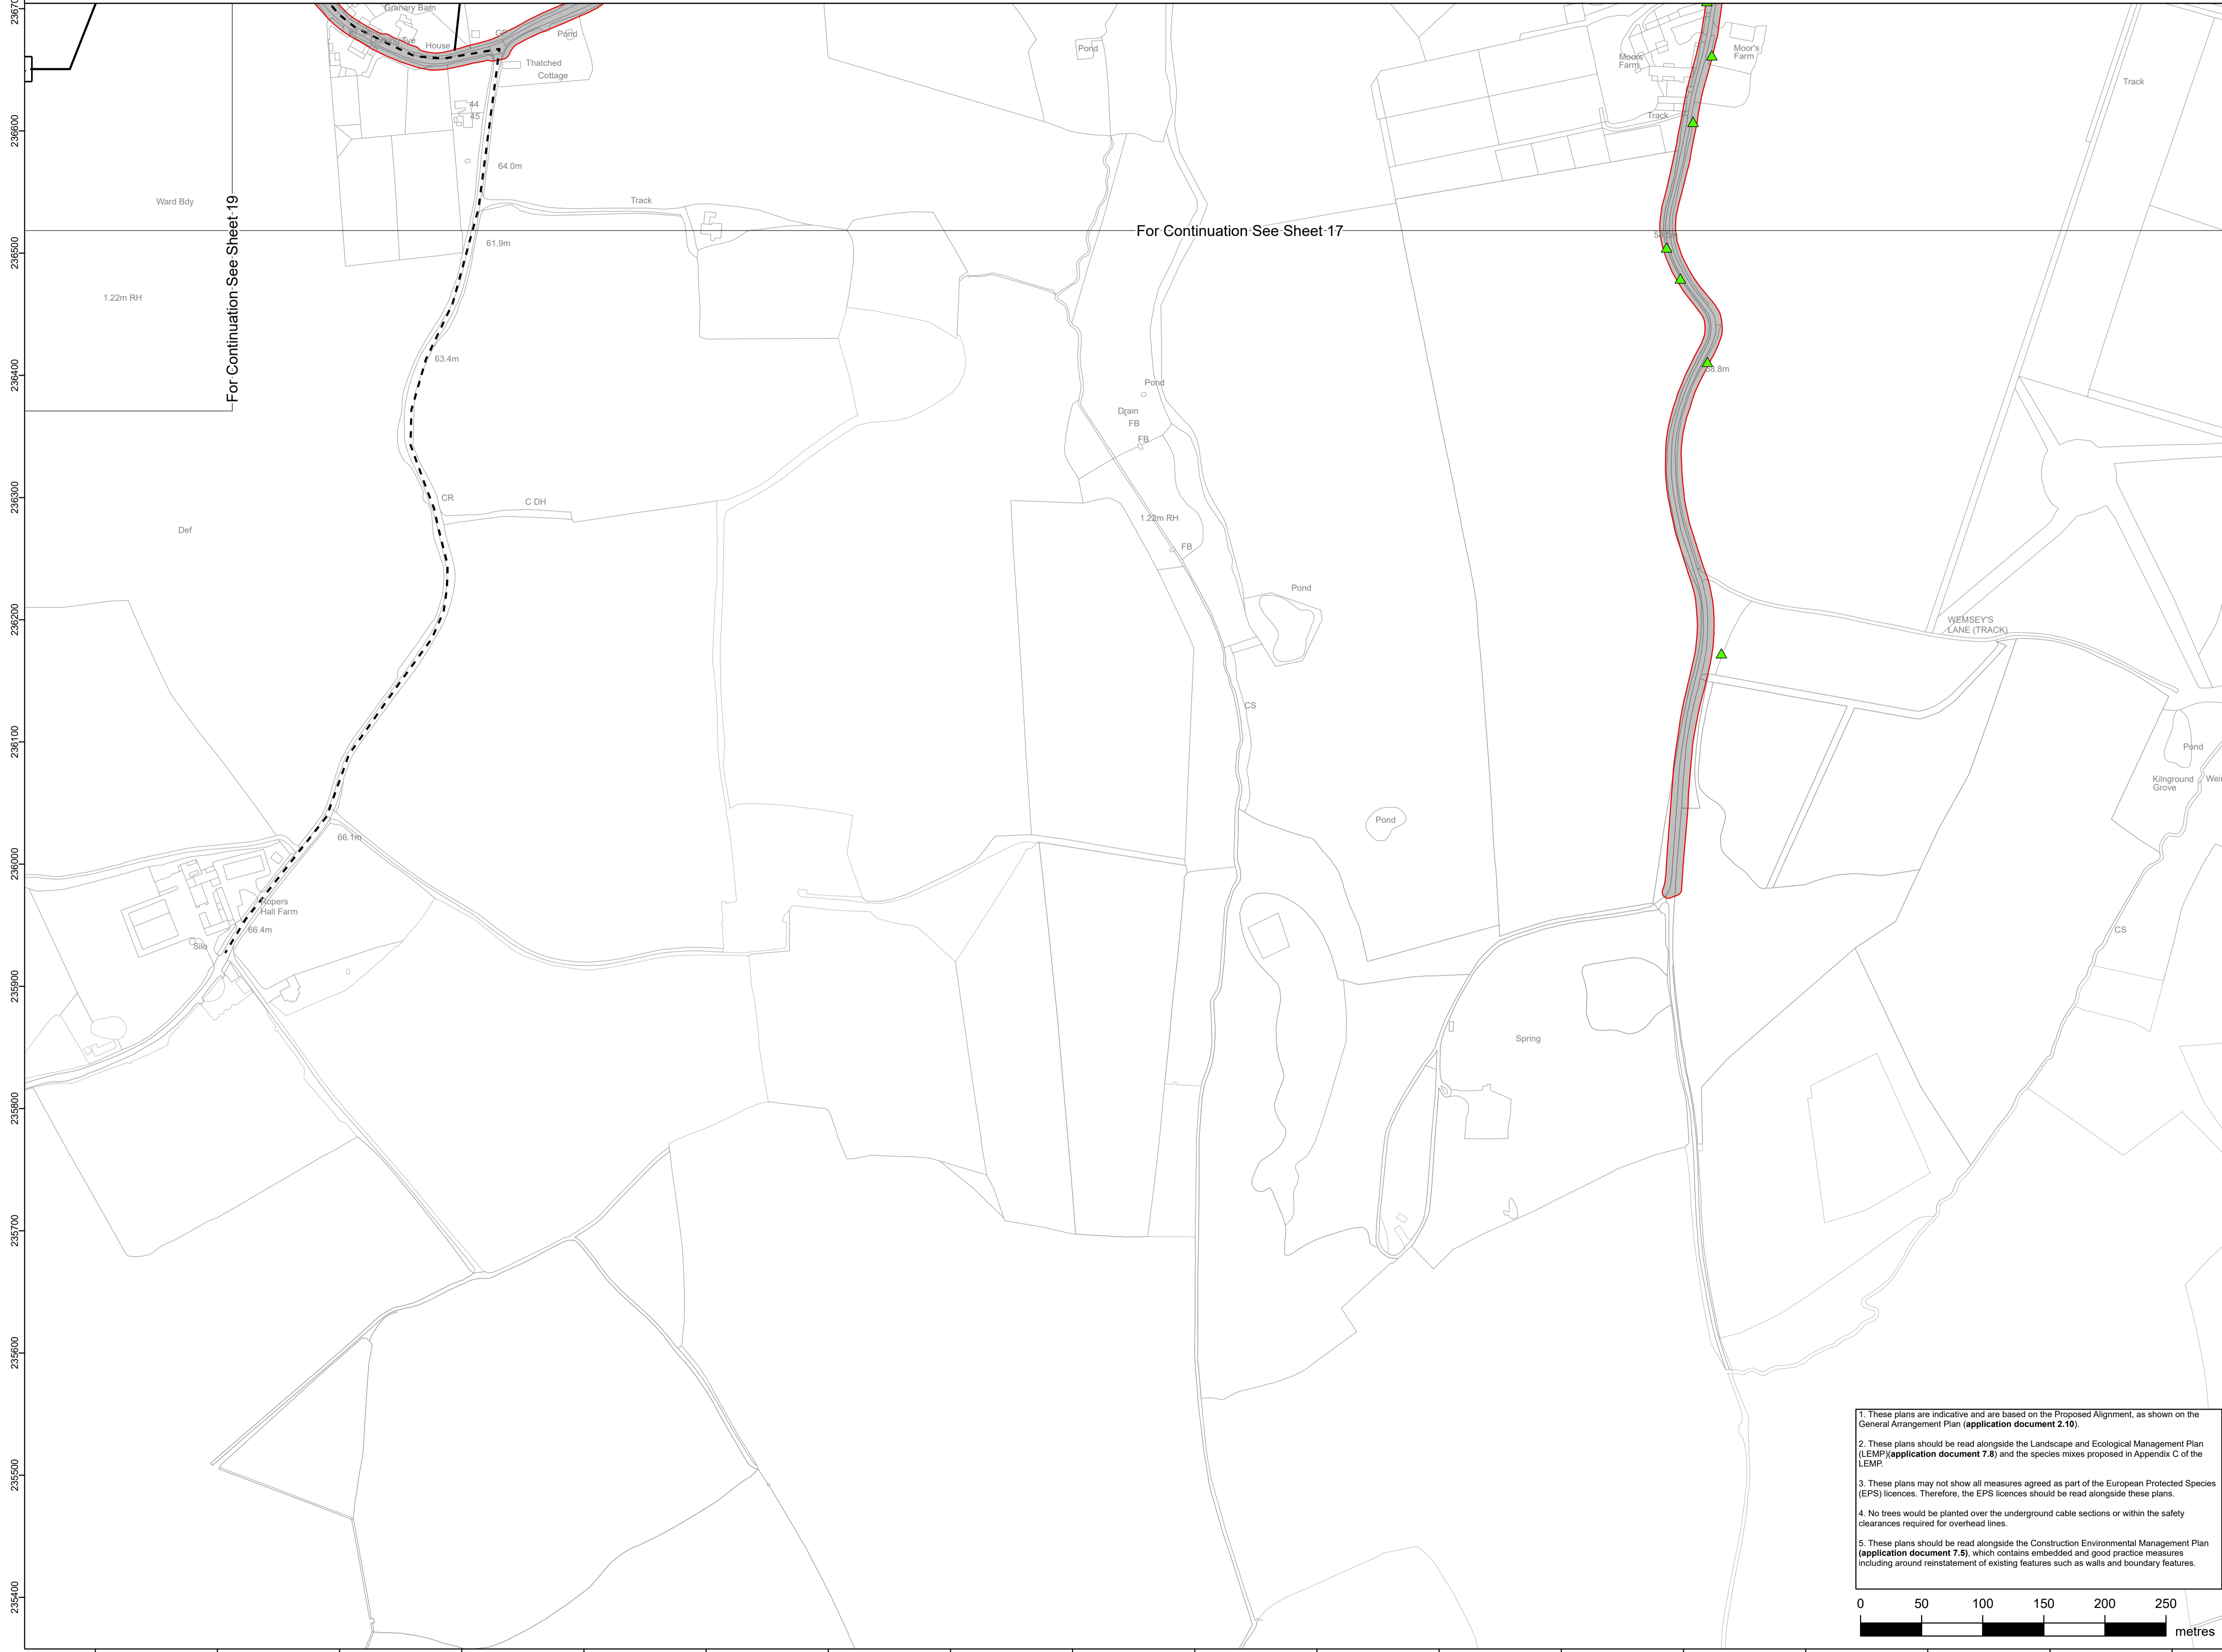 Granary Barn
House
Pond
Thatched
Cottage
44
45
64.0m
Track
61.9m
Ward Bdy
1.22m RH
For Continuation See Sheet 19
For Continuation See Sheet 17
Pond
Moors
Farm
Moor's
Farm
Track
Track
63.4m
Pond
Drain
FB
FB
CR
C DH
1.22m RH
FB
Pond
Def
CS
WEMSEY'S
LANE (TRACK)
Pond
Kilnground
Grove
Pond
66.1m
Hall Farm
66.4m
Silo
CS
Spring
236600
236500
236400
236300
236200
236100
236000
235900
235800
235700
235600
235500
235400
1. These plans are indicative and are based on the Proposed Alignment, as shown on the
General Arrangement Plan (application document 2.10).
2. These plans should be read alongside the Landscape and Ecological Management Plan
(LEMP)(application document 7.8) and the species mixes proposed in Appendix C of the
LEMP.
3. These plans may not show all measures agreed as part of the European Protected Species
(EPS) licences. Therefore, the EPS licences should be read alongside these plans.
4. No trees would be planted over the underground cable sections or within the safety
clearances required for overhead lines.
5. These plans should be read alongside the Construction Environmental Management Plan
(application document 7.5), which contains embedded and good practice measures
including around reinstatement of existing features such as walls and boundary features.
0 50 100 150 200 250
metres